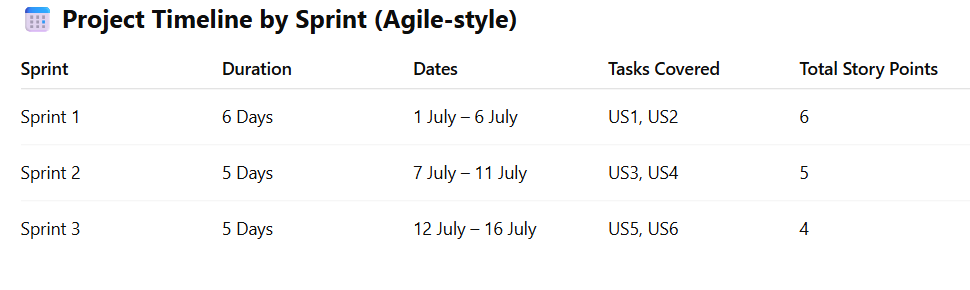 Project Timeline by Sprint (Agile-style)
Sprint Duration Dates Tasks Covered Total Story Points
Sprint 1 6 Days 1 July – 6 July US1, US2 6
Sprint 2 5 Days 7 July – 11 July US3, US4 5
Sprint 3 5 Days 12 July – 16 July US5, US6 4